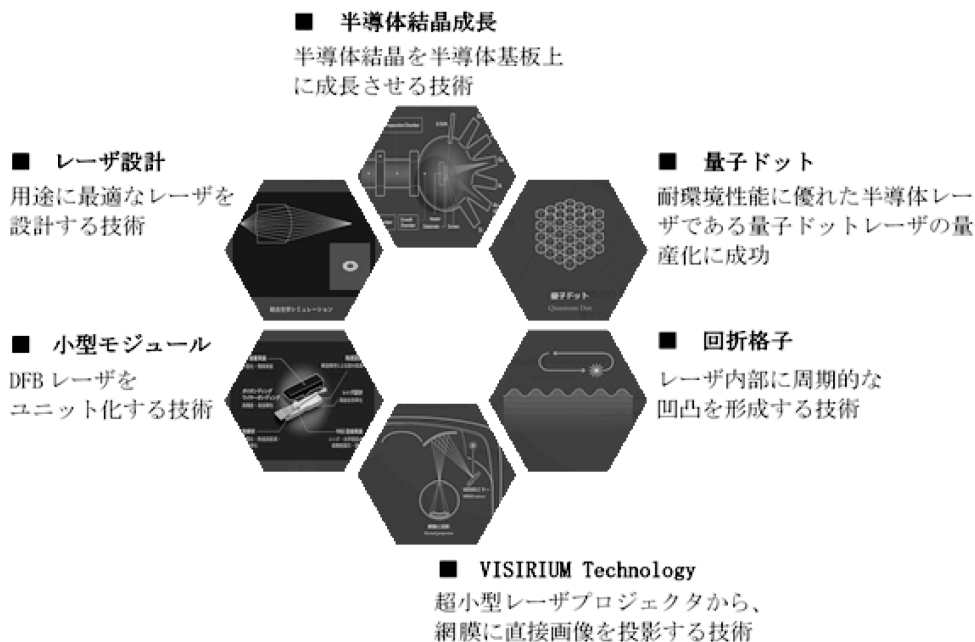 ■ 半導体結晶成長
半導体結晶を半導体基板上
に成長させる技術
■ レーザ設計
用途に最適なレーザを
設計する技術
■ 量子ドット
耐環境性能に優れた半導体レー
ザである量子ドットレーザの量
産化に成功
量子ドット
Quantum Dot
■ 小型モジュール
DFBレーザを
ユニット化する技術
■ 回折格子
レーザ内部に周期的な
凹凸を形成する技術
■ VISIRIUM Technology
超小型レーザプロジェクタから、
網膜に直接画像を投影する技術